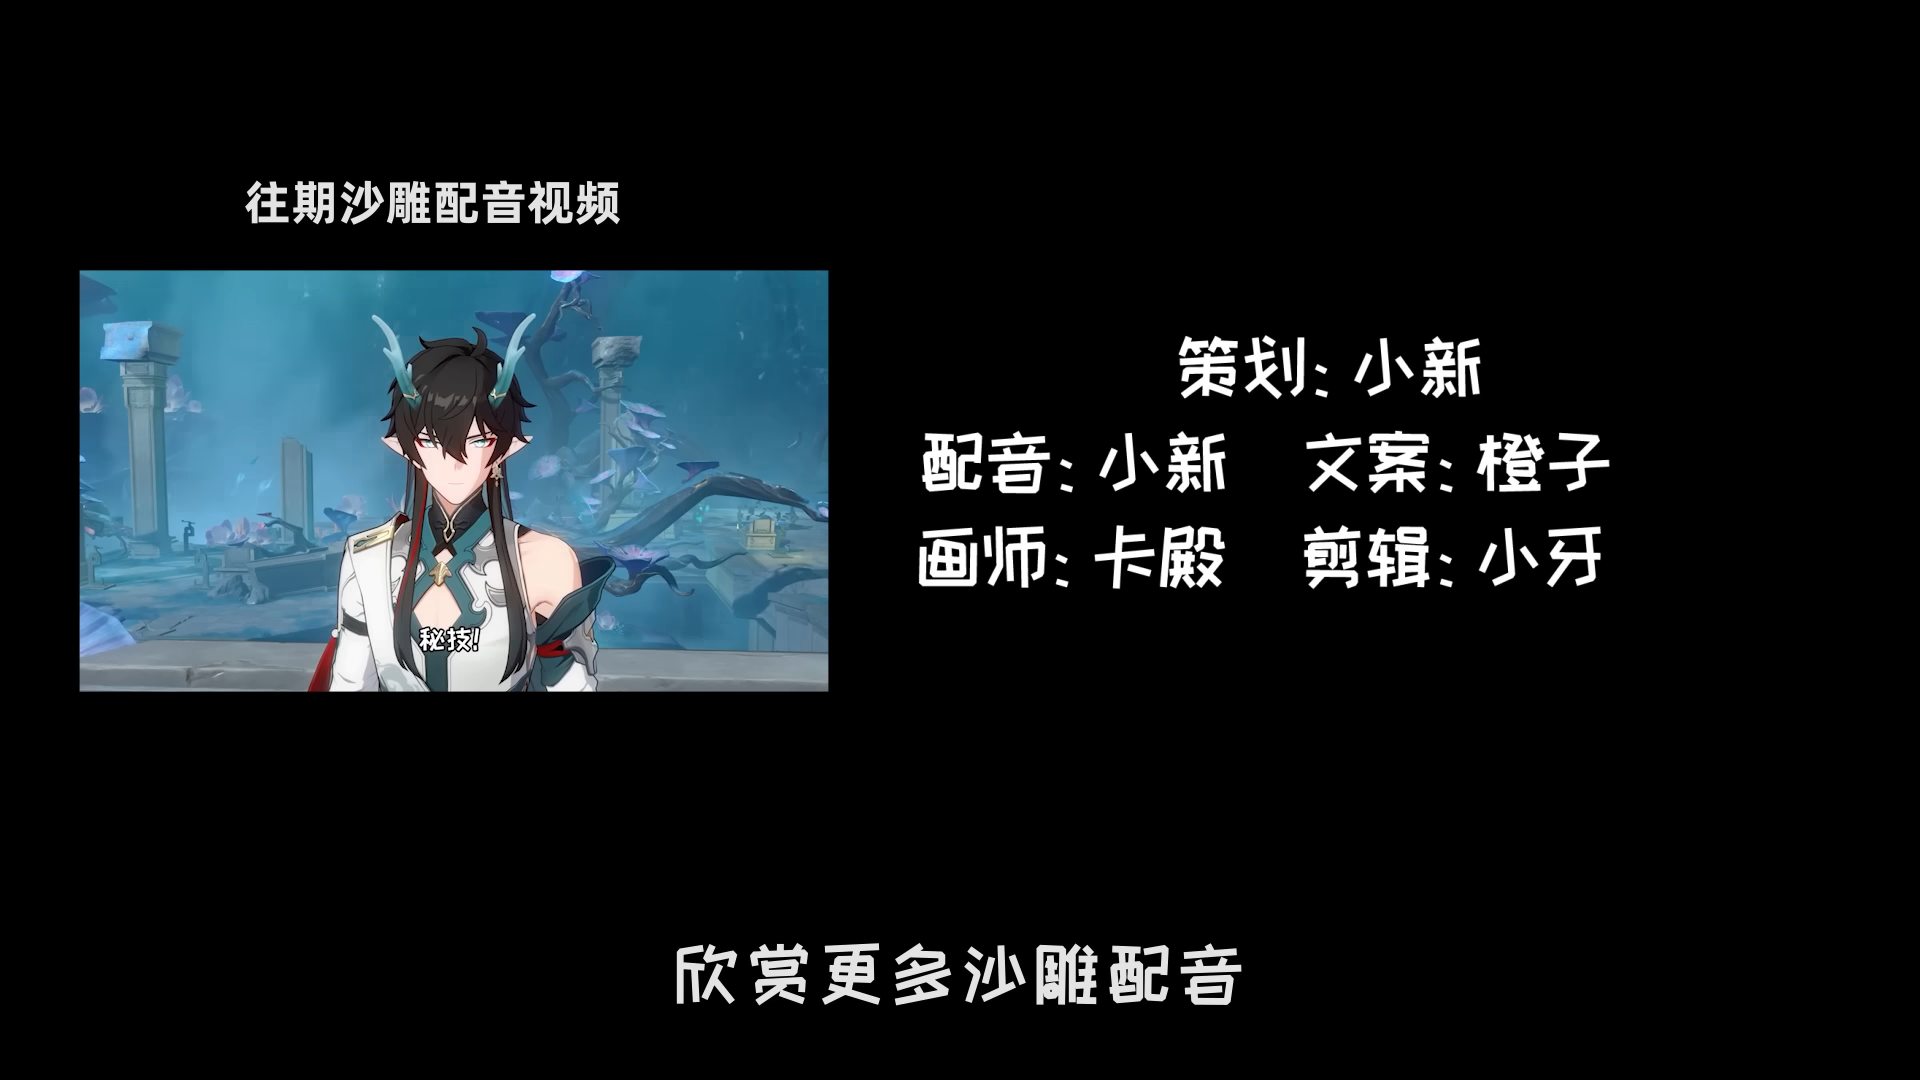 往期沙雕配音视频
秘技!
策划: 小新
配音: 小新 文案: 橙子
画师: 卡殿 剪辑: 小牙
欣赏更多沙雕配音